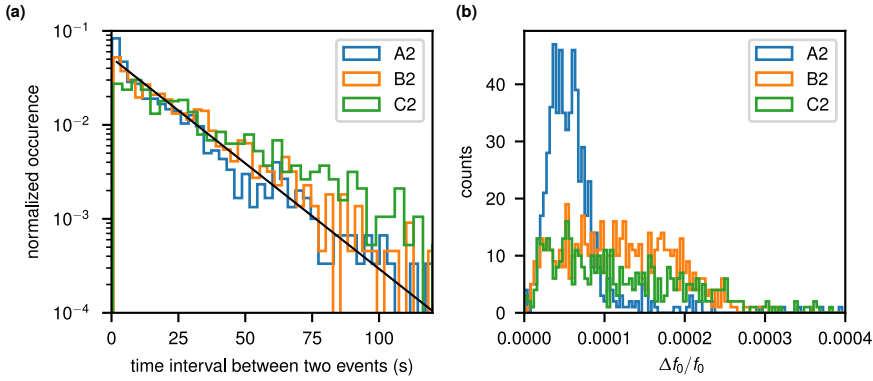 (a)
normalized occurence
10⁻¹
10⁻²
10⁻³
10⁻⁴
A2
B2
C2
0
25
50
75
100
time interval between two events (s)
(b)
counts
40
30
20
10
0
A2
B2
C2
0.0000
0.0001
0.0002
0.0003
0.0004
Δf₀/f₀